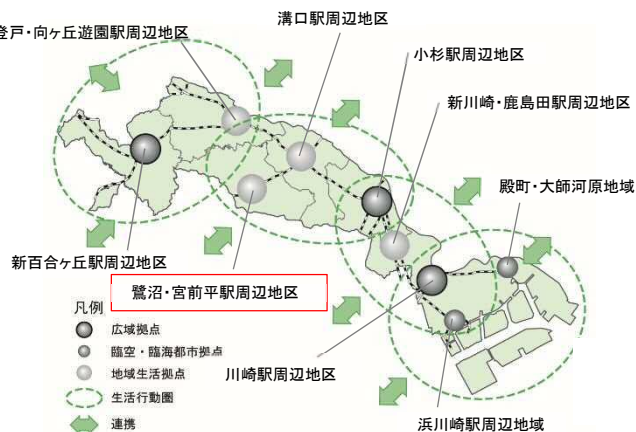 登戸・向ヶ丘遊園駅周辺地区
溝口駅周辺地区
小杉駅周辺地区
新川崎・鹿島田駅周辺地区
殿町・大師河原地域
新百合ヶ丘駅周辺地区
鷺沼・宮前平駅周辺地区
川崎駅周辺地区
浜川崎駅周辺地域
凡例
広域拠点
臨空・臨海都市拠点
地域生活拠点
生活行動圏
連携